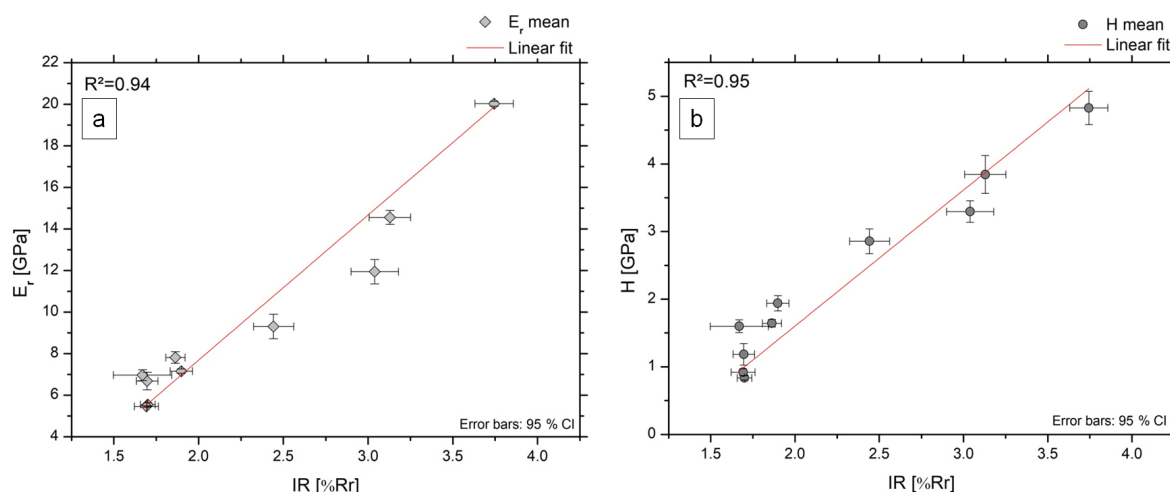 E_r mean
Linear fit
R²=0.94
a
22
20
18
16
14
12
10
8
6
4
E_r [GPa]
Error bars: 95 % CI
1.5 2.0 2.5 3.0 3.5 4.0
IR [%Rr]
H mean
Linear fit
R²=0.95
b
5
4
3
2
1
0
H [GPa]
Error bars: 95 % CI
1.5 2.0 2.5 3.0 3.5 4.0
IR [%Rr]